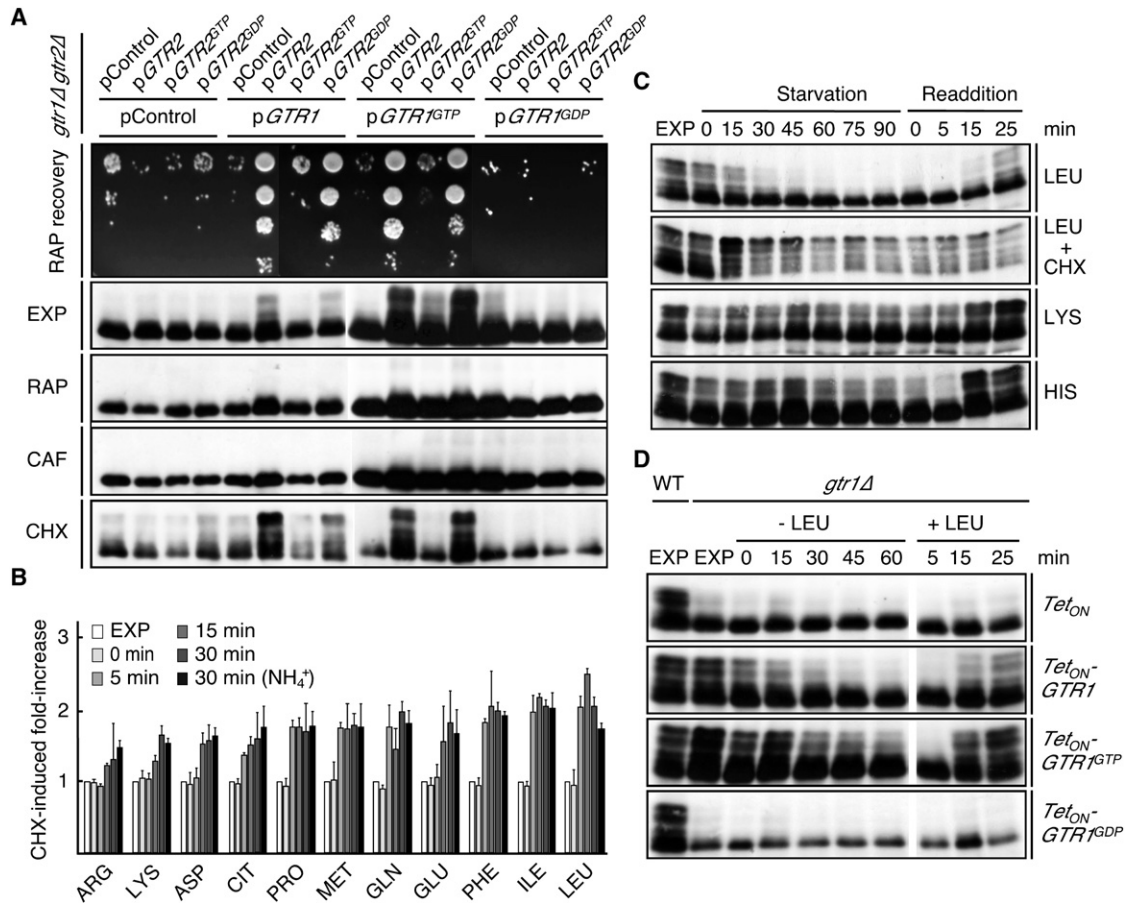 A
gtr1Δ gtr2Δ
pControl pGTR2 pGTR2GTP pGTR2GDP pControl pGTR2 pGTR2GTP pGTR2GDP pControl pGTR2 pGTR2GTP pGTR2GDP pControl pGTR2 pGTR2GTP pGTR2GDP
pControl pGTR1 pGTR1GTP pGTR1GDP
RAP recovery
EXP
RAP
CAF
CHX
B
CHX-induced fold-increase
3
2
1
EXP 15 min
0 min 30 min
5 min 30 min (NH4+)
ARG LYS ASP CIT PRO MET GLN GLU PHE ILE LEU
C
Starvation Readdition
EXP 0 15 30 45 60 75 90 0 5 15 25 min
LEU
LEU
+
CHX
LYS
HIS
D
WT gtr1Δ
- LEU + LEU
EXP EXP 0 15 30 45 60 5 15 25 min
TetON
TetON-
GTR1
TetON-
GTR1GTP
TetON-
GTR1GDP